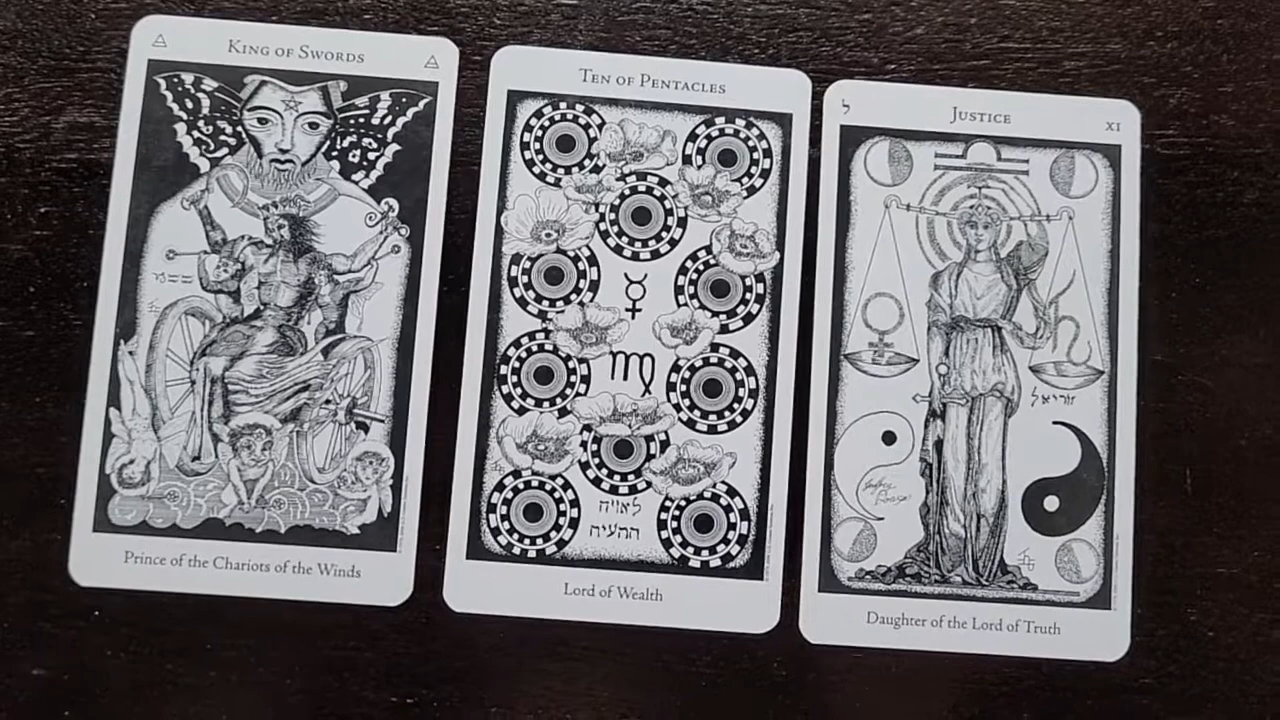 King of Swords
Prince of the Chariots of the Winds
Ten of Pentacles
לאויה
ההעיה
Lord of Wealth
ל
Justice
XI
זוריאל
Daughter of the Lord of Truth